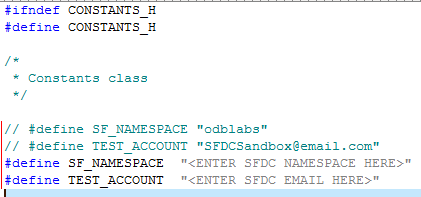 #ifndef CONSTANTS_H
#define CONSTANTS_H
/*
* Constants class
*/
// #define SF_NAMESPACE "odblabs"
// #define TEST_ACCOUNT "SFDCSandbox@email.com"
#define SF_NAMESPACE "<ENTER SFDC NAMESPACE HERE>"
#define TEST_ACCOUNT "<ENTER SFDC EMAIL HERE>"